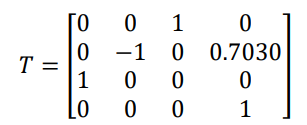 0 0 1 0
0 −1 0 0.7030
T =
1 0 0 0
0 0 0 1